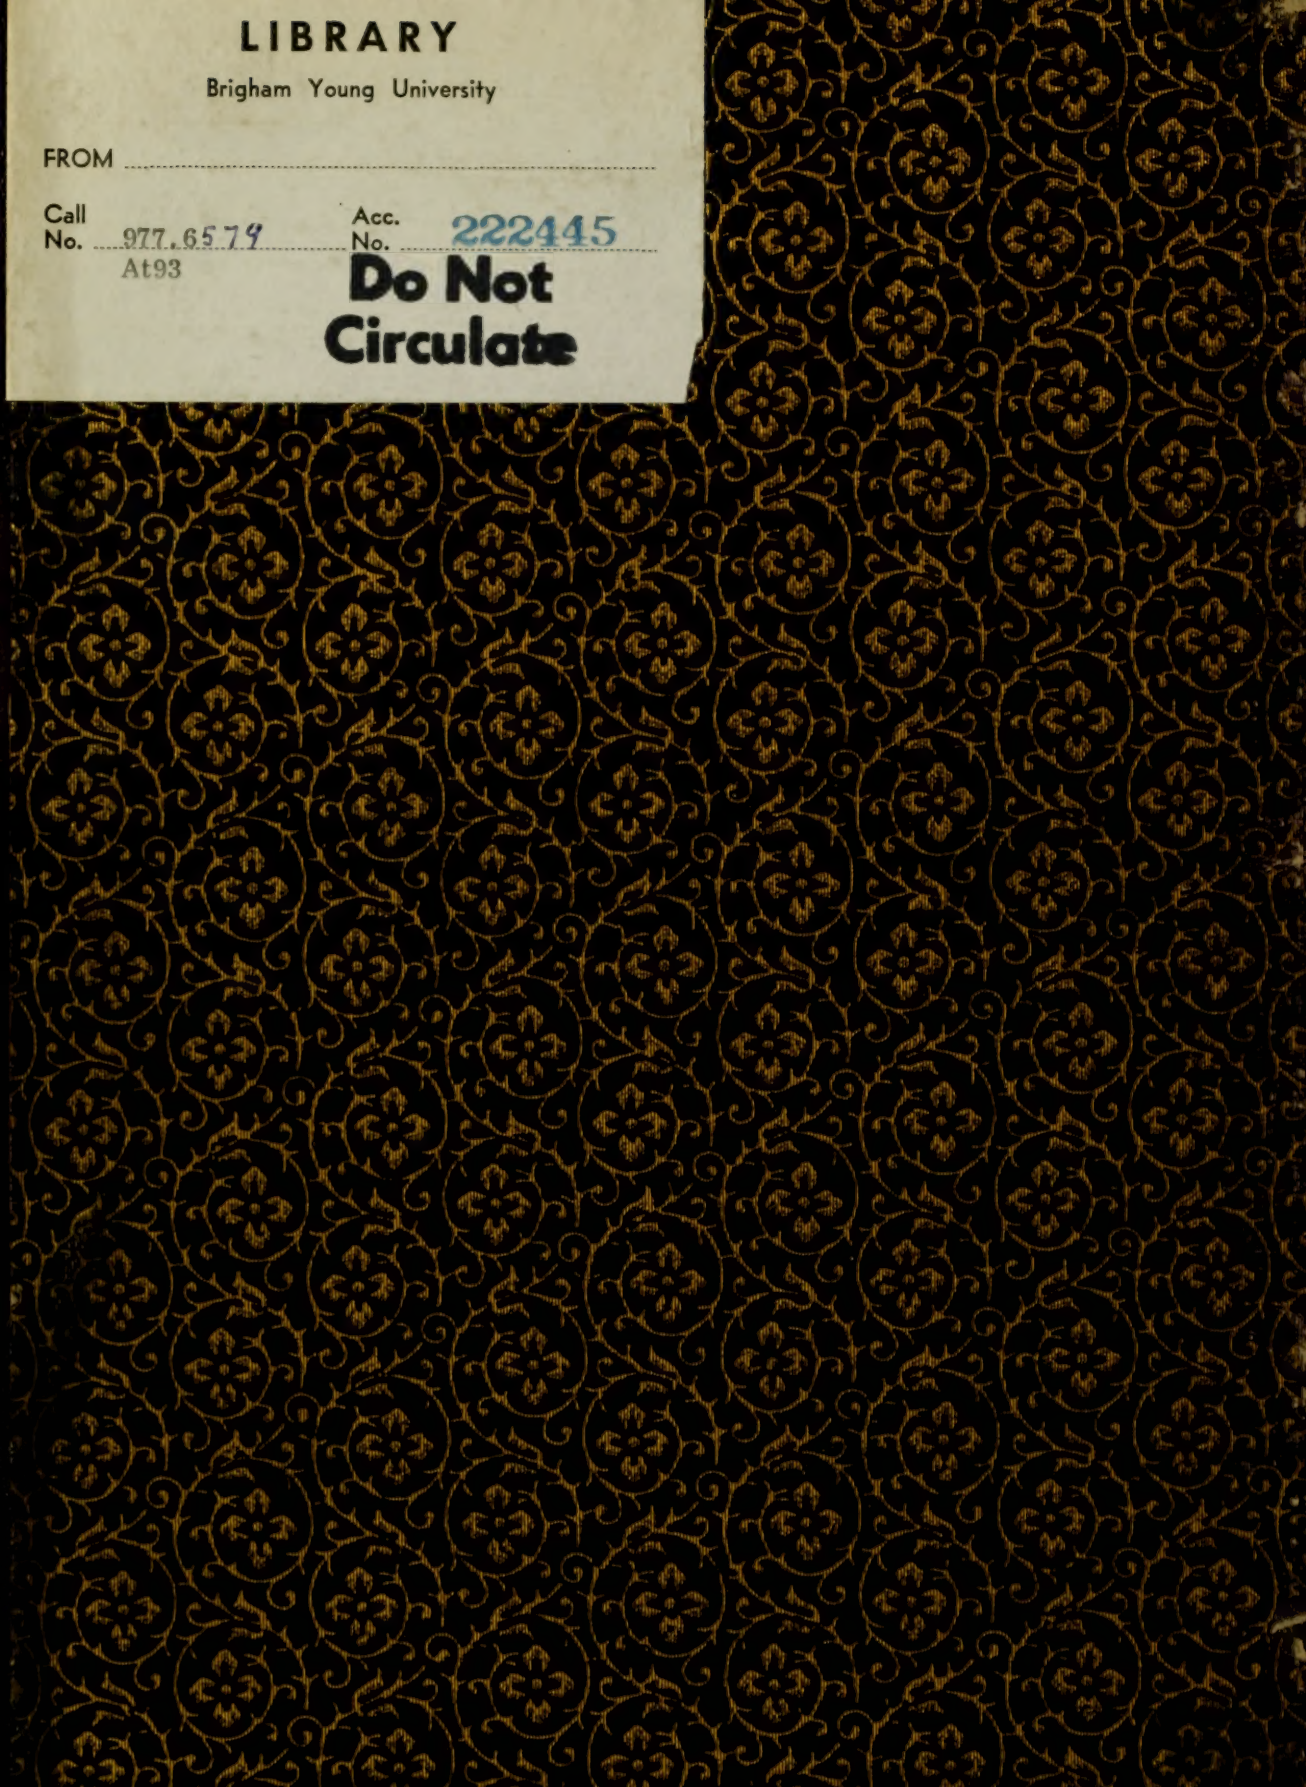 LIBRARY
Brigham Young University
FROM
Call No. 977.6579 Acc. No. 222445
At93
Do Not
Circulate